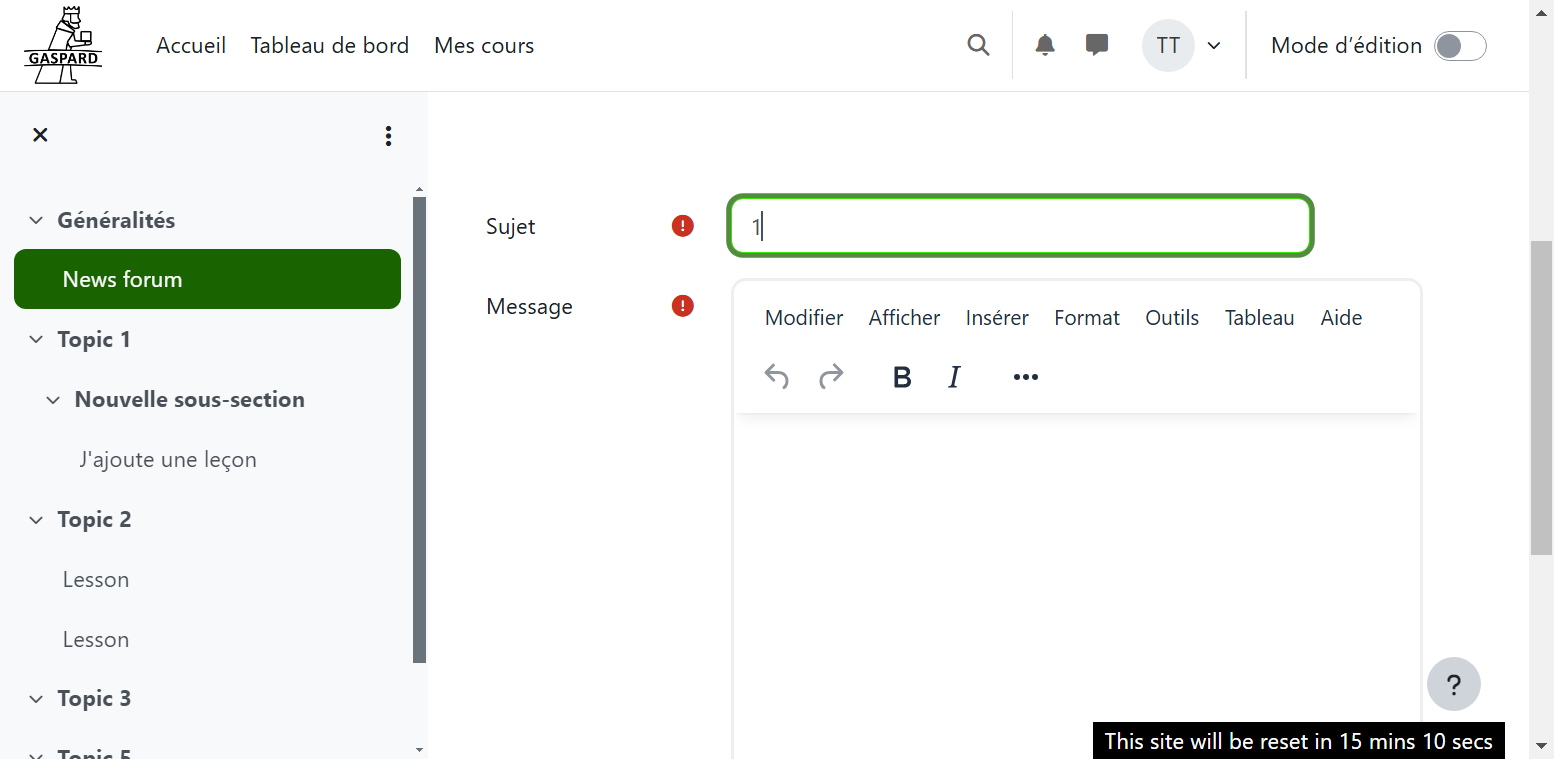 GASPARD
Accueil Tableau de bord Mes cours TT Mode d’édition
Généralités
News forum
Topic 1
Nouvelle sous-section
J'ajoute une leçon
Topic 2
Lesson
Lesson
Topic 3
Topic 5
Sujet 1
Message
Modifier Afficher Insérer Format Outils Tableau Aide
B I
?
This site will be reset in 15 mins 10 secs